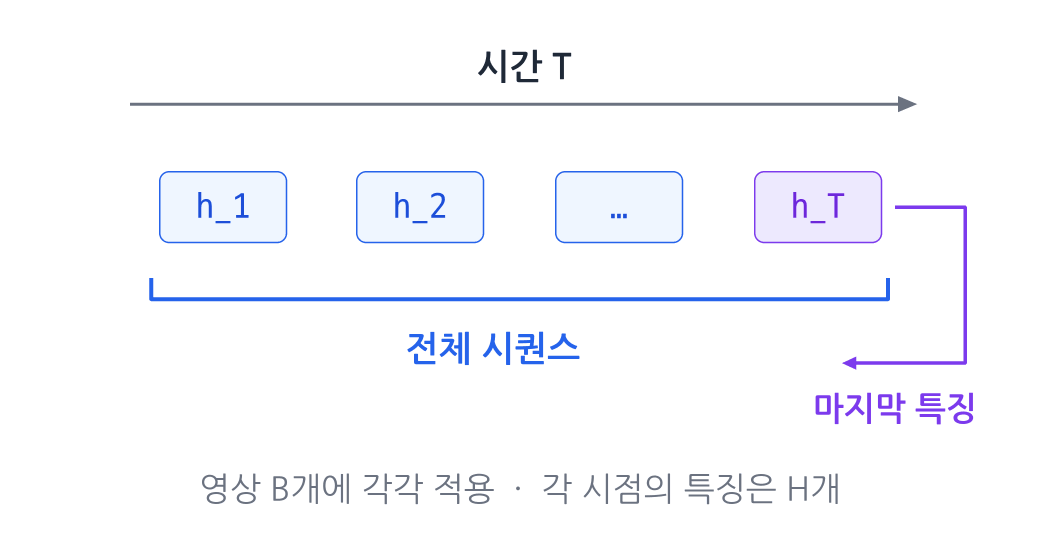 시간 T
h_1 h_2 … h_T
전체 시퀀스
마지막 특징
영상 B개에 각각 적용 · 각 시점의 특징은 H개